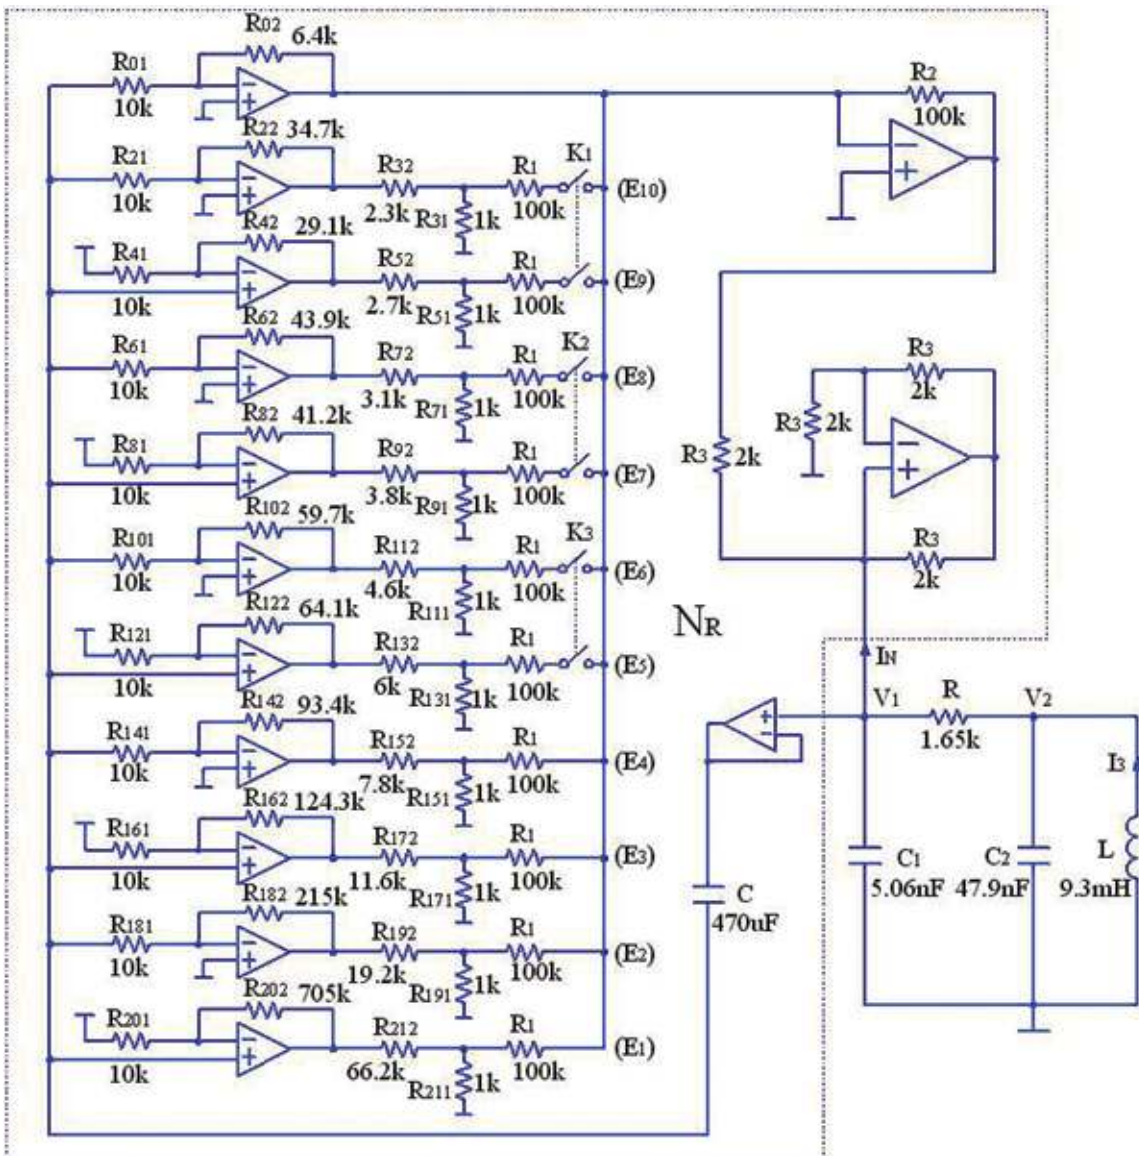 R02 6.4k
R01
10k
R2
100k
R22 34.7k
R21
10k
R32
2.3k
R31 1k
R1
100k
K1
(E10)
R42 29.1k
R41
10k
R52
2.7k
R51 1k
R1
100k
(E9)
R62 43.9k
R61
10k
R72
3.1k
R71 1k
R1
100k
K2
(E8)
R3
2k
R3 2k
R3 2k
R3
2k
R82 41.2k
R81
10k
R92
3.8k
R91 1k
R1
100k
(E7)
R102 59.7k
R101
10k
R112
4.6k
R111 1k
R1
100k
K3
(E6)
NR
R122 64.1k
R121
10k
R132
6k
R131 1k
R1
100k
(E5)
IN
V1 R V2
1.65k
I3
R142 93.4k
R141
10k
R152
7.8k
R151 1k
R1
100k
(E4)
R162 124.3k
R161
10k
R172
11.6k
R171 1k
R1
100k
(E3)
C1
5.06nF
C2
47.9nF
L
9.3mH
C
470uF
R182 215k
R181
10k
R192
19.2k
R191 1k
R1
100k
(E2)
R202 705k
R201
10k
R212
66.2k
R211 1k
R1
100k
(E1)